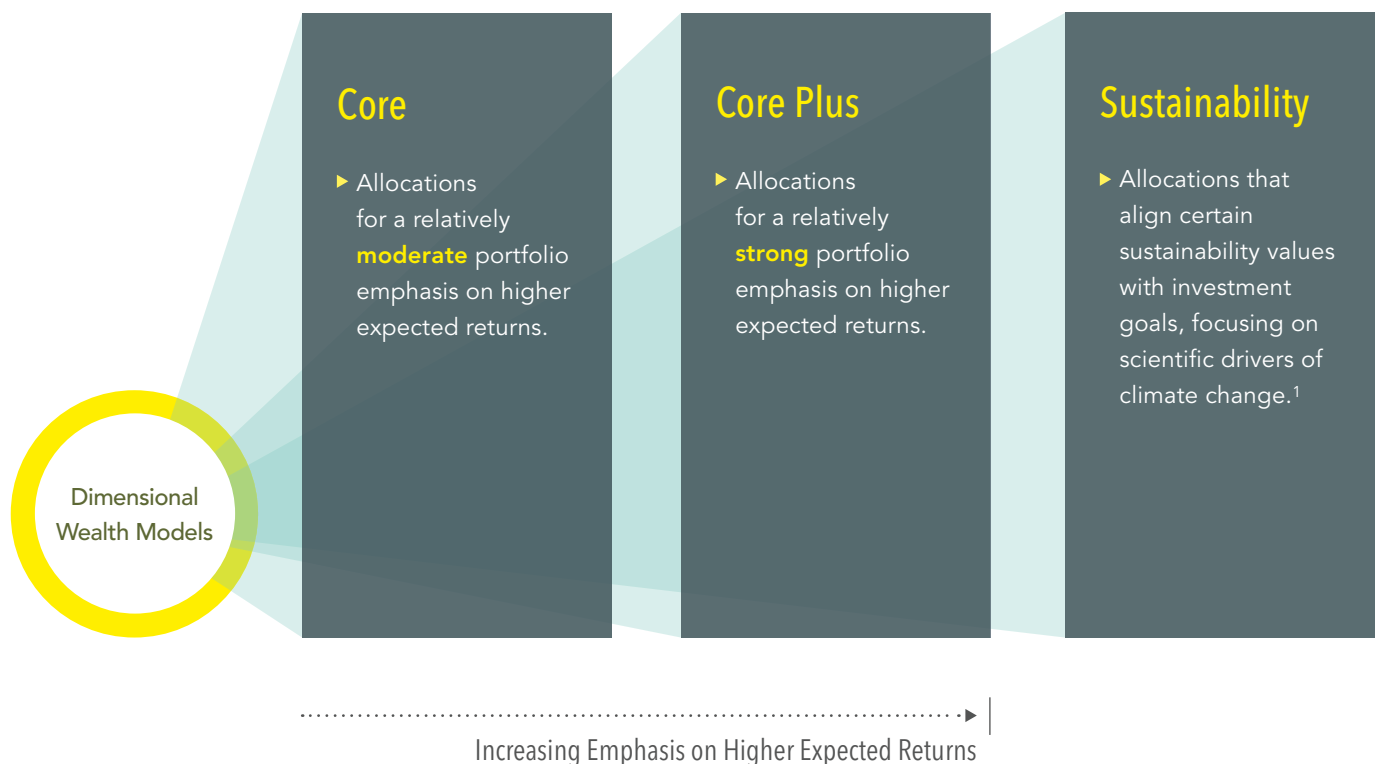 Core
▶ Allocations
for a relatively
moderate portfolio
emphasis on higher
expected returns.
Core Plus
▶ Allocations
for a relatively
strong portfolio
emphasis on higher
expected returns.
Sustainability
▶ Allocations that
align certain
sustainability values
with investment
goals, focusing on
scientific drivers of
climate change.¹
Dimensional
Wealth Models
Increasing Emphasis on Higher Expected Returns